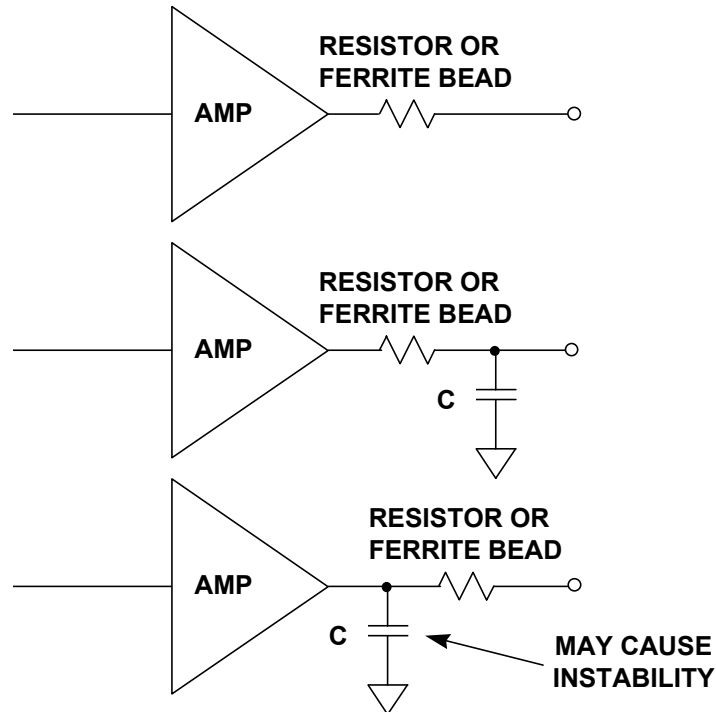 RESISTOR OR
FERRITE BEAD
AMP
RESISTOR OR
FERRITE BEAD
AMP
C
RESISTOR OR
FERRITE BEAD
AMP
C
MAY CAUSE
INSTABILITY